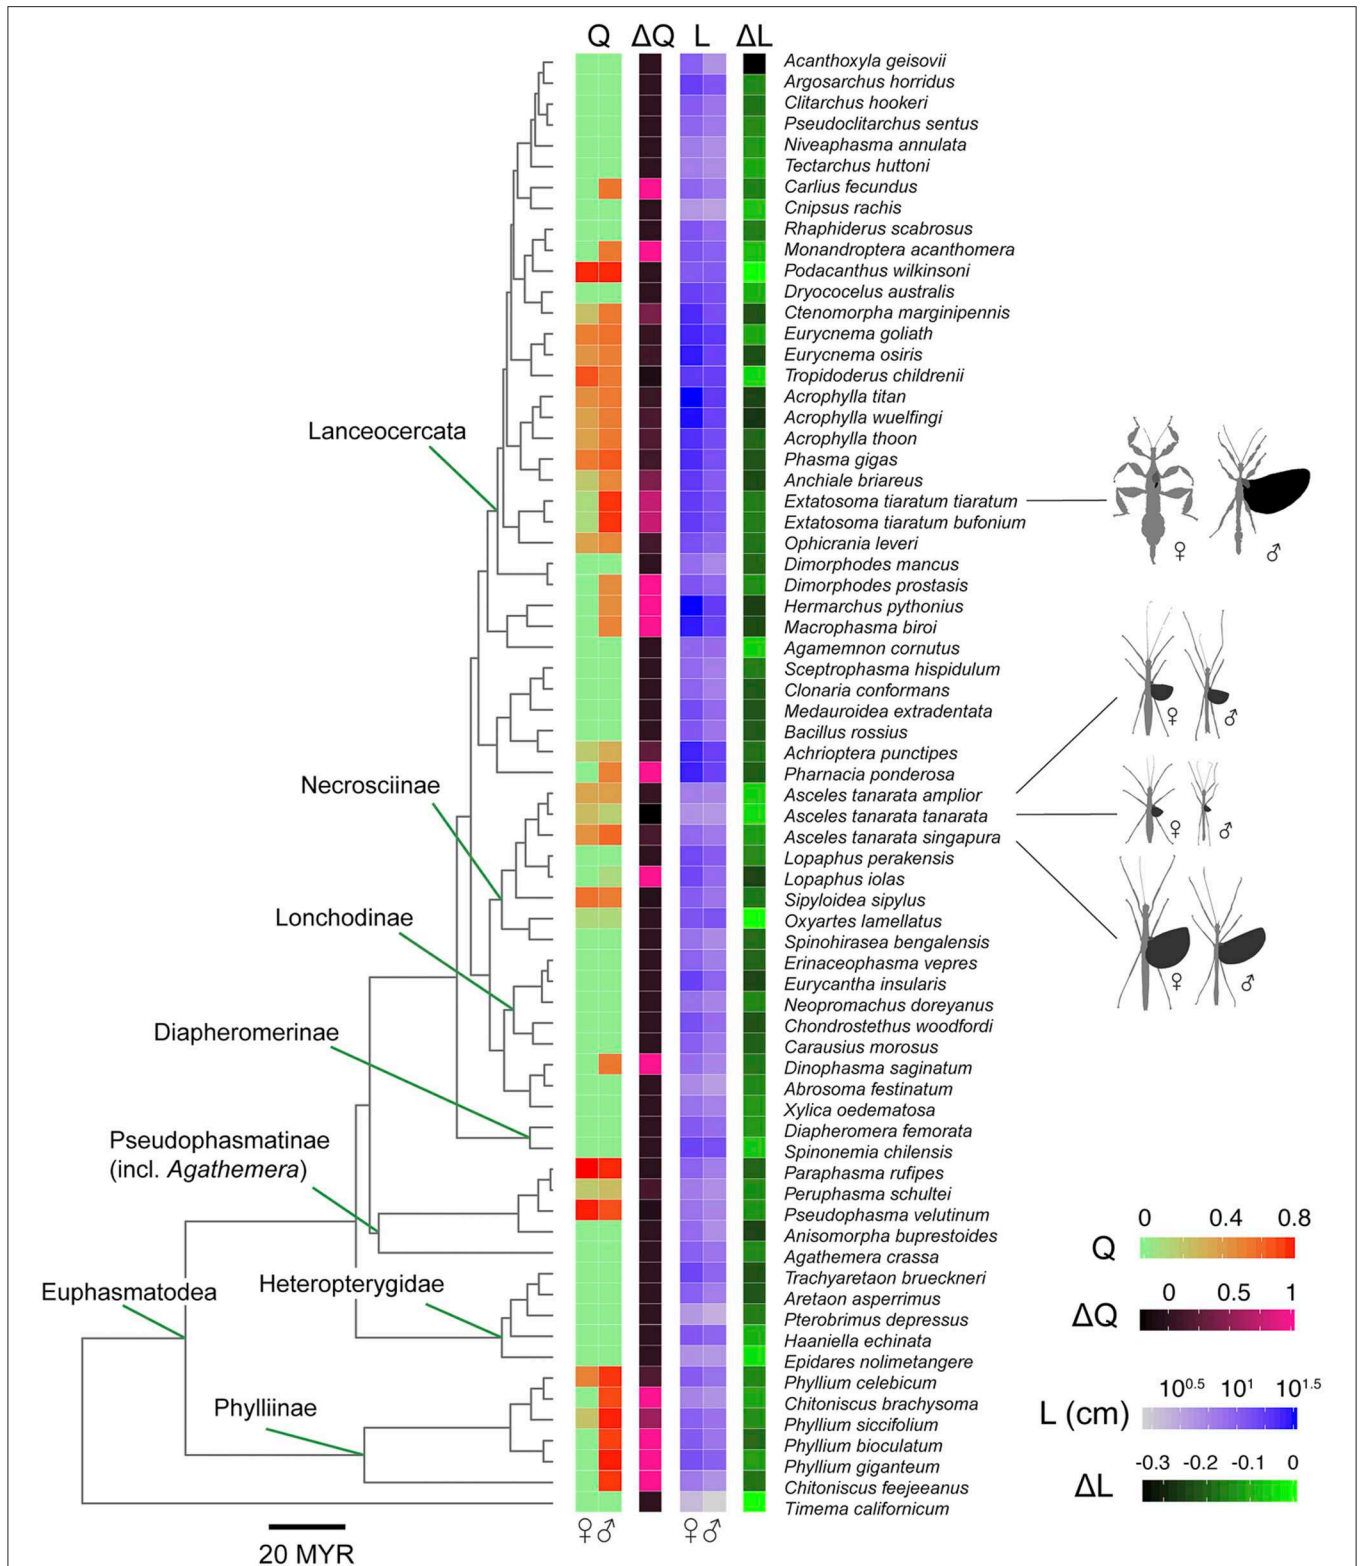 Q ΔQ L ΔL
Acanthoxyla geisovii
Argosarchus horridus
Clitarchus hookeri
Pseudoclitarchus sentus
Niveaphasma annulata
Tectarchus huttoni
Carlius fecundus
Cnipsus rachis
Rhaphiderus scabrosus
Monandroptera acanthomera
Podacanthus wilkinsoni
Dryococelus australis
Ctenomorpha marginipennis
Eurycnema goliath
Eurycnema osiris
Tropidoderus childrenii
Acrophylla titan
Acrophylla wuelfingi
Acrophylla thoon
Phasma gigas
Anchiale briareus
Extatosoma tiaratum tiaratum
Extatosoma tiaratum bufonium
Ophicrania leveri
Dimorphodes mancus
Dimorphodes prostasis
Hermarchus pythonius
Macrophasma biroi
Agamemnon cornutus
Sceptrophasma hispidulum
Clonaria conformans
Medauroidea extradentata
Bacillus rossius
Achrioptera punctipes
Pharnacia ponderosa
Asceles tanarata amplior
Asceles tanarata tanarata
Asceles tanarata singapura
Lopaphus perakensis
Lopaphus iolas
Sipyloidea sipylus
Oxyartes lamellatus
Spinohirasea bengalensis
Erinaceophasma vepres
Eurycantha insularis
Neopromachus doreyanus
Chondrostethus woodfordi
Carausius morosus
Dinophasma saginatum
Abrosoma festinatum
Xylica oedematosa
Diapheromera femorata
Spinonemia chilensis
Paraphasma rufipes
Peruphasma schultei
Pseudophasma velutinum
Anisomorpha buprestoides
Agathemera crassa
Trachyaretaon brueckneri
Aretaon asperrimus
Pterobrimus depressus
Haaniella echinata
Epidares nolimetangere
Phyllium celebicum
Chitoniscus brachysoma
Phyllium siccifolium
Phyllium bioculatum
Phyllium giganteum
Chitoniscus feejeeanus
Timema californicum
Lanceocercata
Necrosciinae
Lonchodinae
Diapheromerinae
Pseudophasmatinae
(incl. Agathemera)
Euphasmatodea
Heteropterygidae
Phylliinae
20 MYR
♀♂ ♀♂
♀ ♂
♀ ♂
♀ ♂
♀ ♂
0 0.4 0.8
Q
0 0.5 1
ΔQ
10^0.5 10^1 10^1.5
L (cm)
-0.3 -0.2 -0.1 0
ΔL